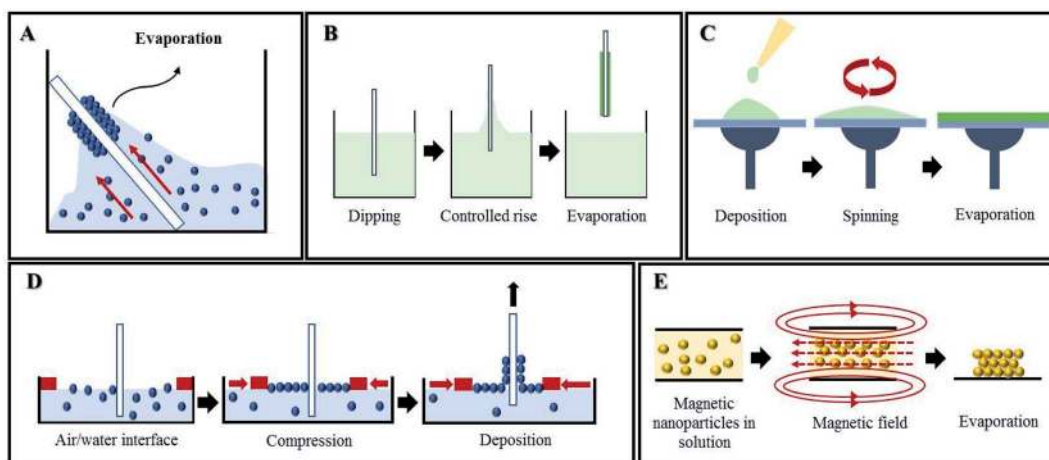 A
Evaporation
B
Dipping
Controlled rise
Evaporation
C
Deposition
Spinning
Evaporation
D
Air/water interface
Compression
Deposition
E
Magnetic
nanoparticles in
solution
Magnetic field
Evaporation